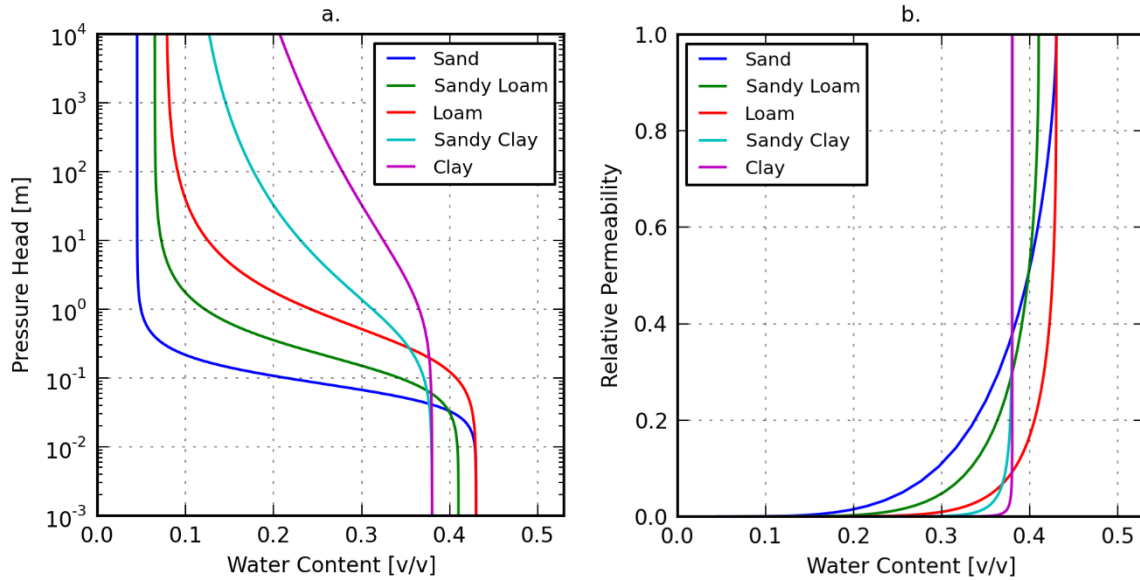 a.
Pressure Head [m]
10^4
10^3
10^2
10^1
10^0
10^-1
10^-2
10^-3
Sand
Sandy Loam
Loam
Sandy Clay
Clay
0.0 0.1 0.2 0.3 0.4 0.5
Water Content [v/v]
b.
Relative Permeability
1.0
0.8
0.6
0.4
0.2
0.0
Sand
Sandy Loam
Loam
Sandy Clay
Clay
0.1 0.2 0.3 0.4 0.5
Water Content [v/v]